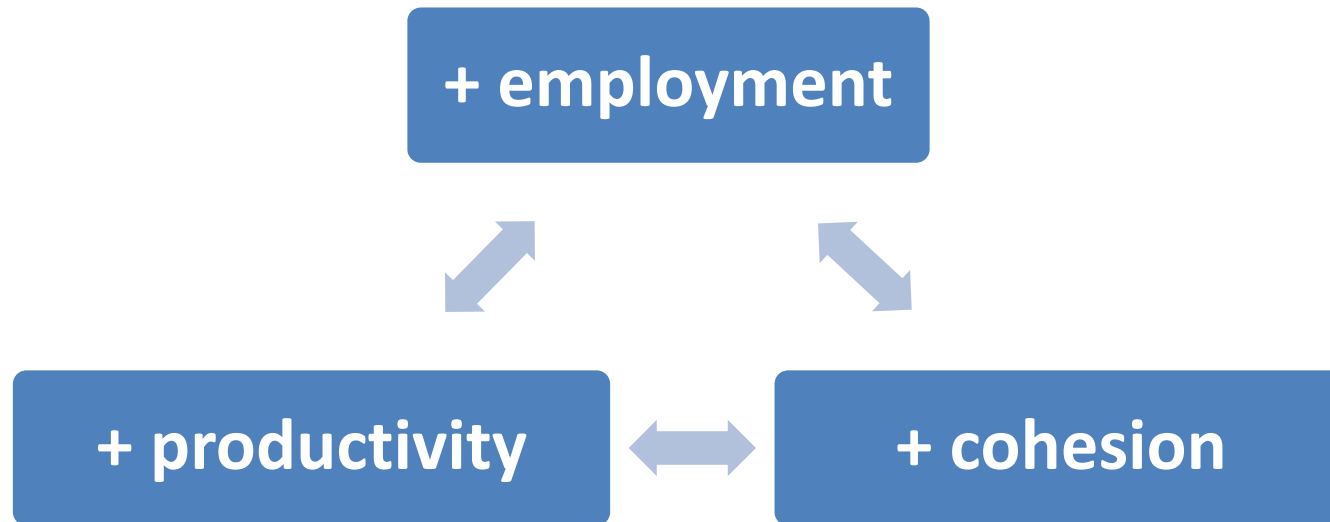 + employment
+ productivity
+ cohesion